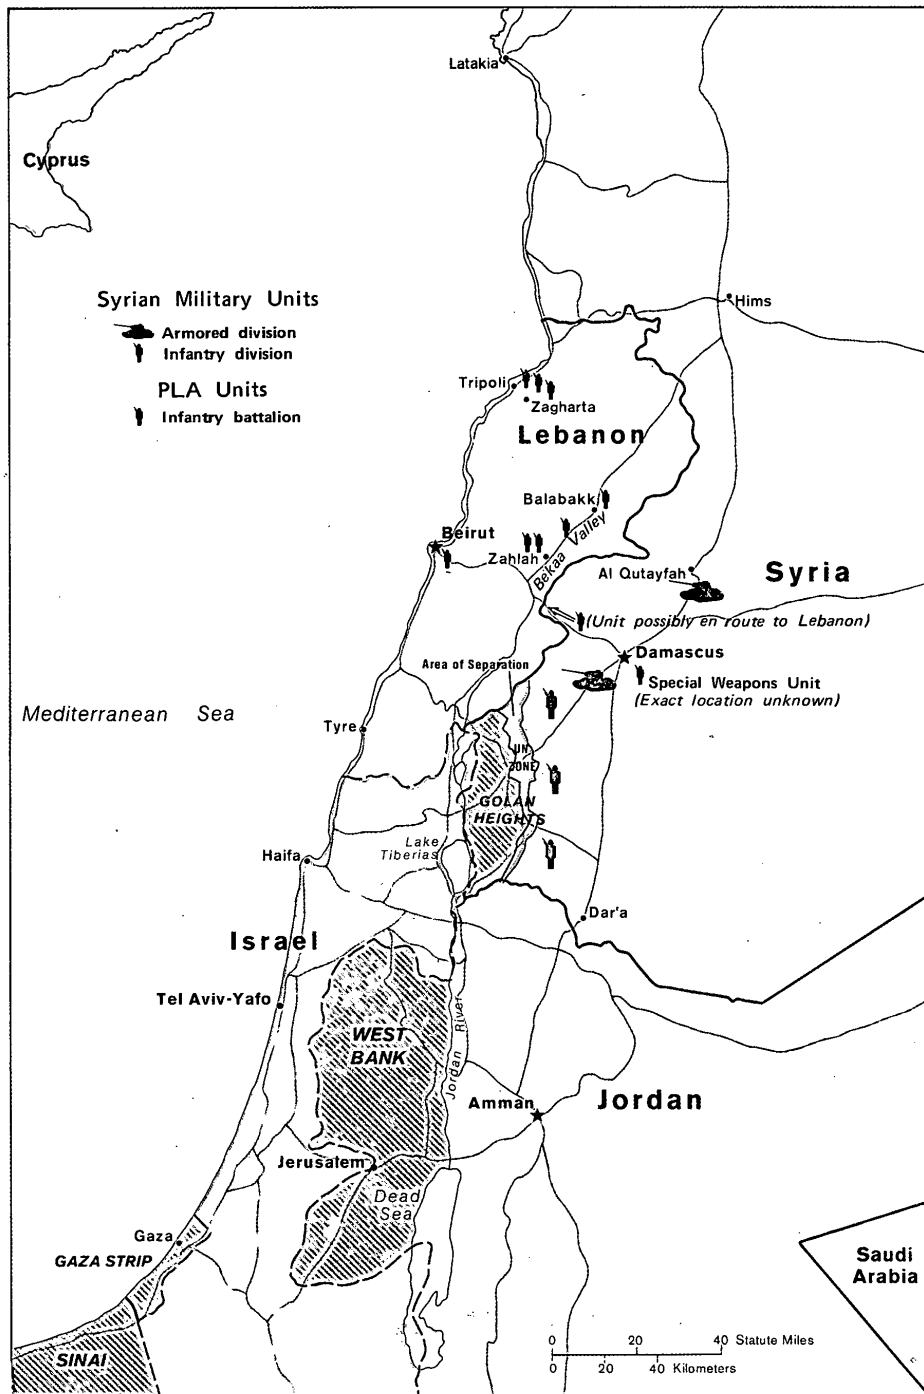 Latakia
Cyprus
Syrian Military Units
Armored division
Infantry division
PLA Units
Infantry battalion
Hims
Tripoli
Zagharta
Lebanon
Balabakk
Beirut
Zahlah
Bekaa Valley
Al Qutayfah
Syria
(Unit possibly en route to Lebanon)
Damascus
Area of Separation
Special Weapons Unit
(Exact location unknown)
Mediterranean Sea
Tyre
UN
ZONE
GOLAN
HEIGHTS
Lake
Tiberias
Haifa
Dar'a
Israel
Tel Aviv-Yafo
WEST
BANK
Jordan River
Amman
Jordan
Jerusalem
Dead
Sea
Gaza
GAZA STRIP
Saudi
Arabia
SINAI
0 20 40 Statute Miles
0 20 40 Kilometers